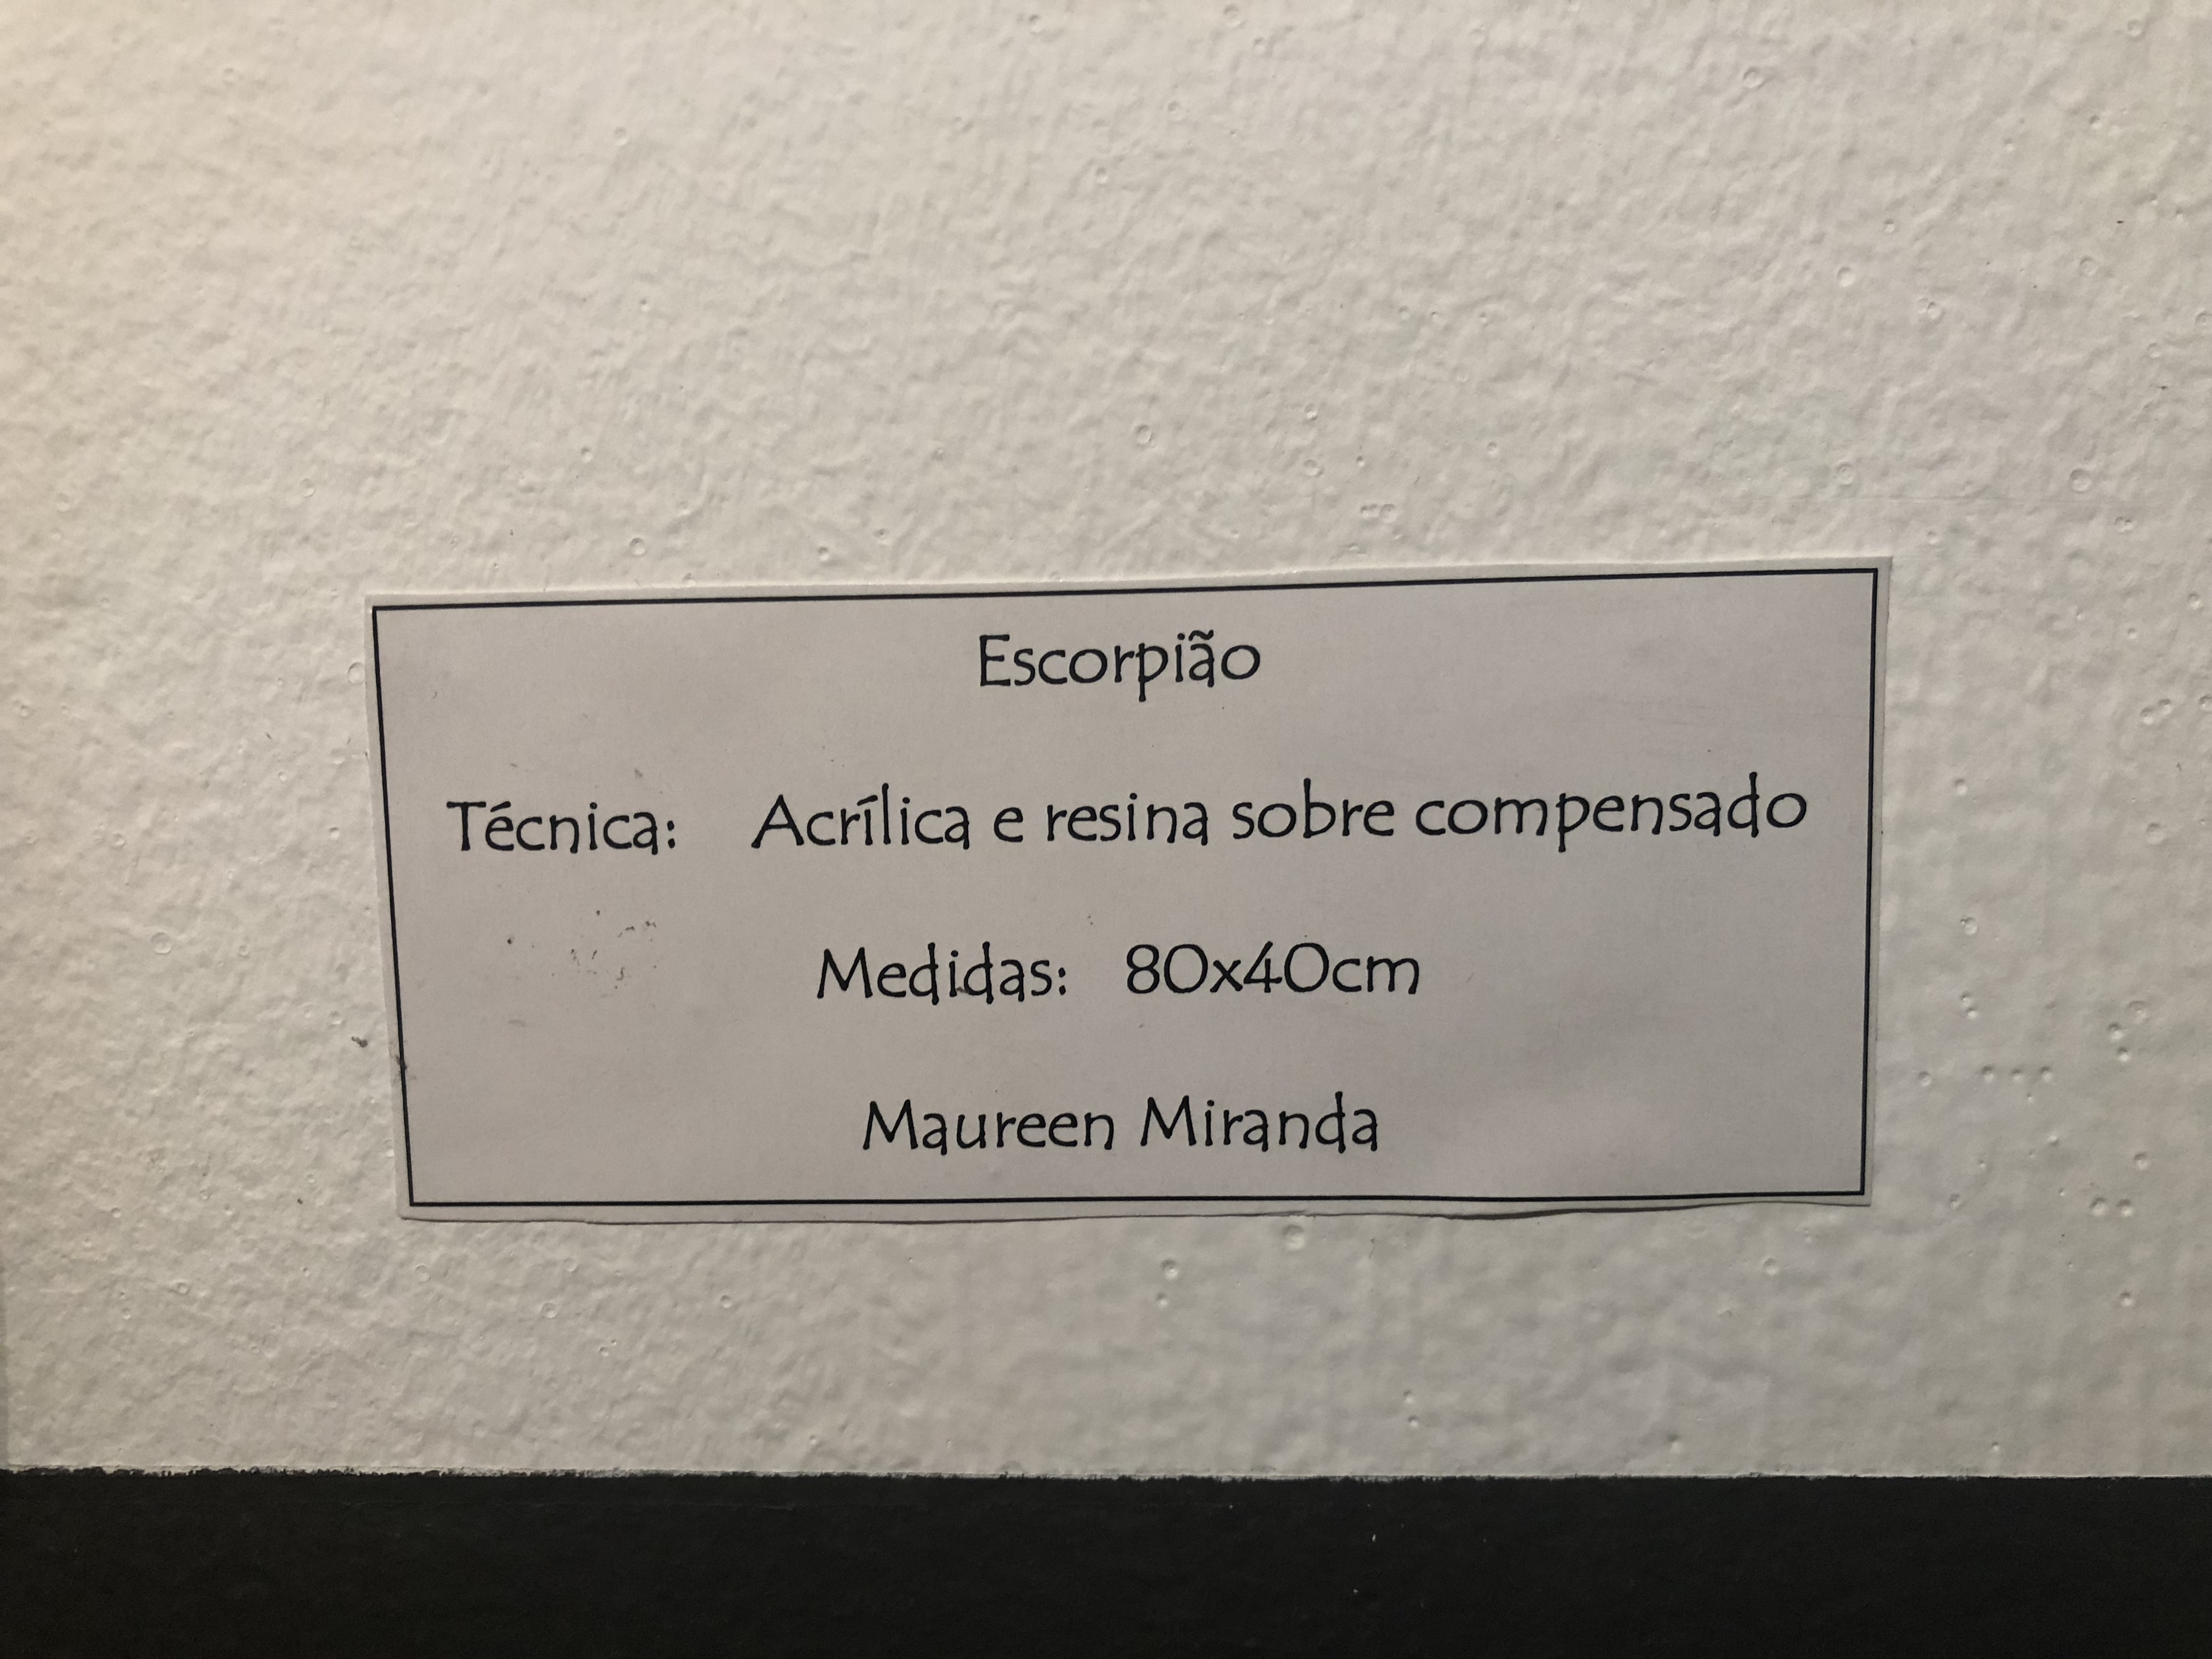 Escorpião
Técnica: Acrílica e resina sobre compensado
Medidas: 80x40cm
Maureen Miranda